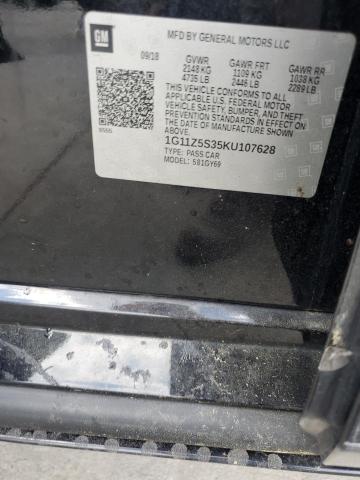 GM
MFD BY GENERAL MOTORS LLC
09/18 GVWR GAWR FRT GAWR RR
2148 KG 1109 KG 1038 KG
4735 LB 2446 LB 2289 LB
THIS VEHICLE CONFORMS TO ALL
APPLICABLE U.S. FEDERAL MOTOR
VEHICLE SAFETY, BUMPER, AND THEFT
PREVENTION STANDARDS IN EFFECT ON
THE DATE OF MANUFACTURE SHOWN
ABOVE.
1G11Z5S35KU107628
TYPE: PASS CAR
MODEL: